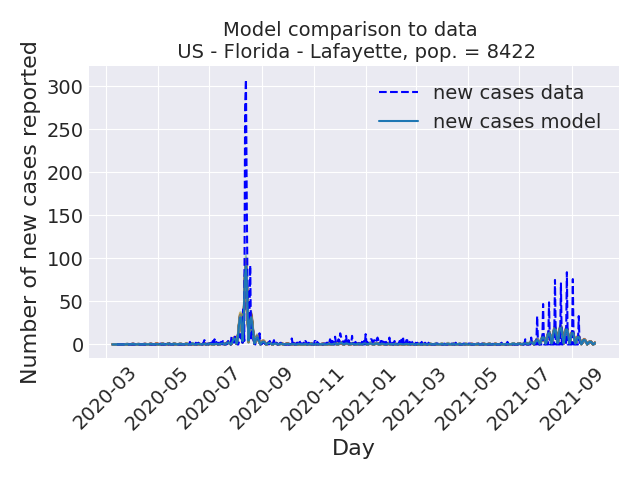 Model comparison to data
US - Florida - Lafayette, pop. = 8422
Number of new cases reported
300
250
200
150
100
50
0
new cases data
new cases model
2020-03
2020-05
2020-07
2020-09
2020-11
2021-01
2021-03
2021-05
2021-07
2021-09
Day